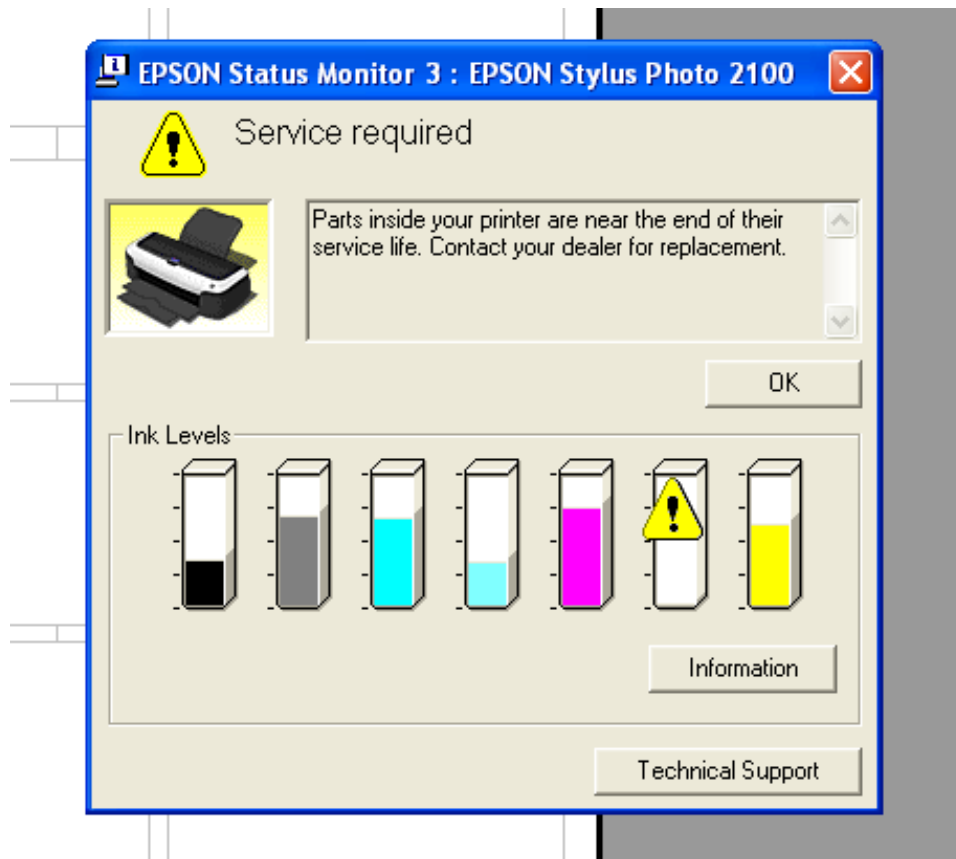 EPSON Status Monitor 3 : EPSON Stylus Photo 2100
Service required
Parts inside your printer are near the end of their
service life. Contact your dealer for replacement.
OK
Ink Levels
Information
Technical Support